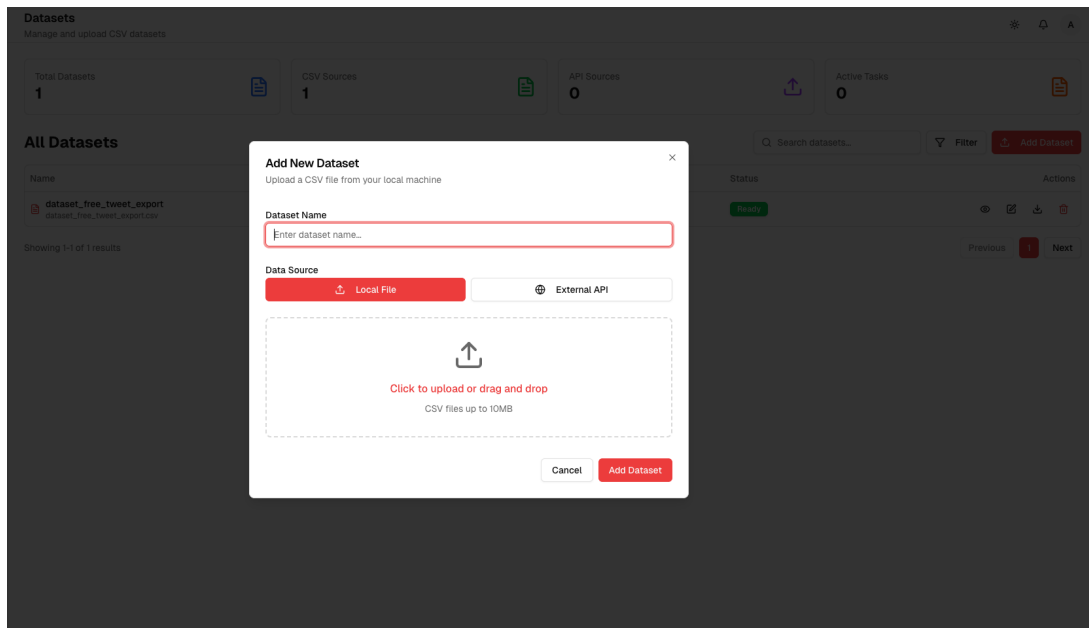 Datasets
Manage and upload CSV datasets
A
Total Datasets
1
CSV Sources
1
API Sources
0
Active Tasks
0
All Datasets
Search datasets...
Filter
Add Dataset
Name
Status
Actions
dataset_free_tweet_export
dataset_free_tweet_export.csv
Ready
Showing 1-1 of 1 results
Previous
1
Next
Add New Dataset
Upload a CSV file from your local machine
Dataset Name
Enter dataset name...
Data Source
Local File
External API
Click to upload or drag and drop
CSV files up to 10MB
Cancel
Add Dataset